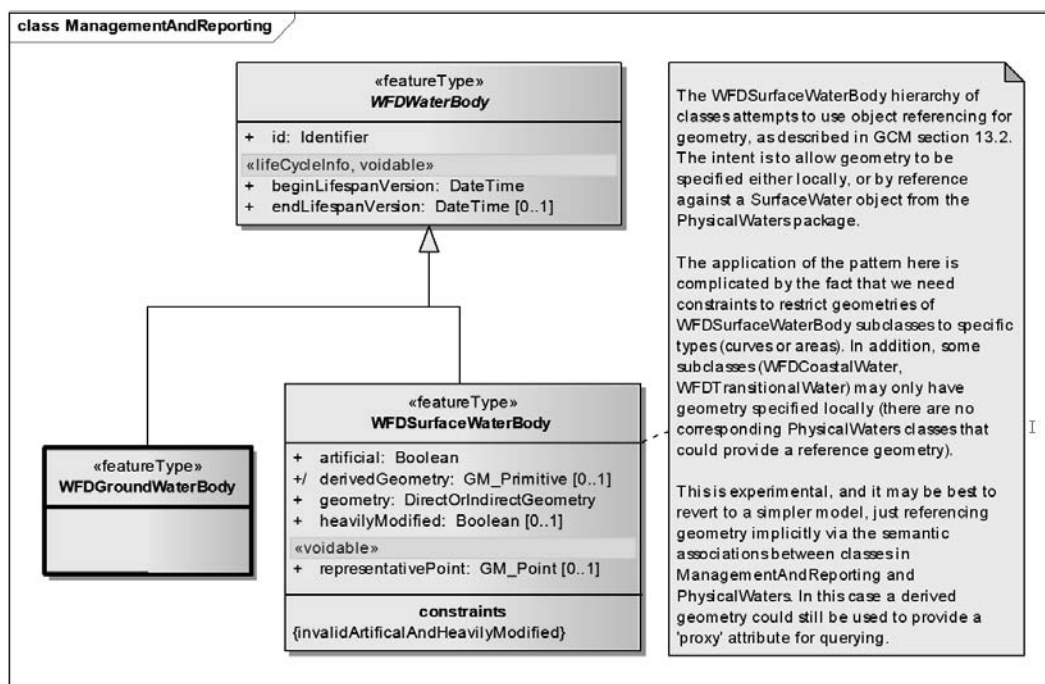 class ManagementAndReporting
«featureType»
WFDWaterBody
+ id: Identifier
«lifeCycleInfo, voidable»
+ beginLifespanVersion: DateTime
+ endLifespanVersion: DateTime [0..1]
«featureType»
WFDGroundWaterBody
«featureType»
WFDSurfaceWaterBody
+ artificial: Boolean
+/ derivedGeometry: GM_Primitive [0..1]
+ geometry: DirectOrIndirectGeometry
+ heavilyModified: Boolean [0..1]
«voidable»
+ representativePoint: GM_Point [0..1]
constraints
{invalidArtificalAndHeavilyModified}
The WFDSurfaceWaterBody hierarchy of
classes attempts to use object referencing for
geometry, as described in GCM section 13.2.
The intent is to allow geometry to be
specified either locally, or by reference
against a SurfaceWater object from the
PhysicalWaters package.
The application of the pattern here is
complicated by the fact that we need
constraints to restrict geometries of
WFDSurfaceWaterBody subclasses to specific
types (curves or areas). In addition, some
subclasses (WFDCoastalWater,
WFDTransitionalWater) may only have
geometry specified locally (there are no
corresponding PhysicalWaters classes that
could provide a reference geometry).
This is experimental, and it may be best to
revert to a simpler model, just referencing
geometry implicitly via the semantic
associations between classes in
ManagementAndReporting and
PhysicalWaters. In this case a derived
geometry could still be used to provide a
'proxy' attribute for querying.